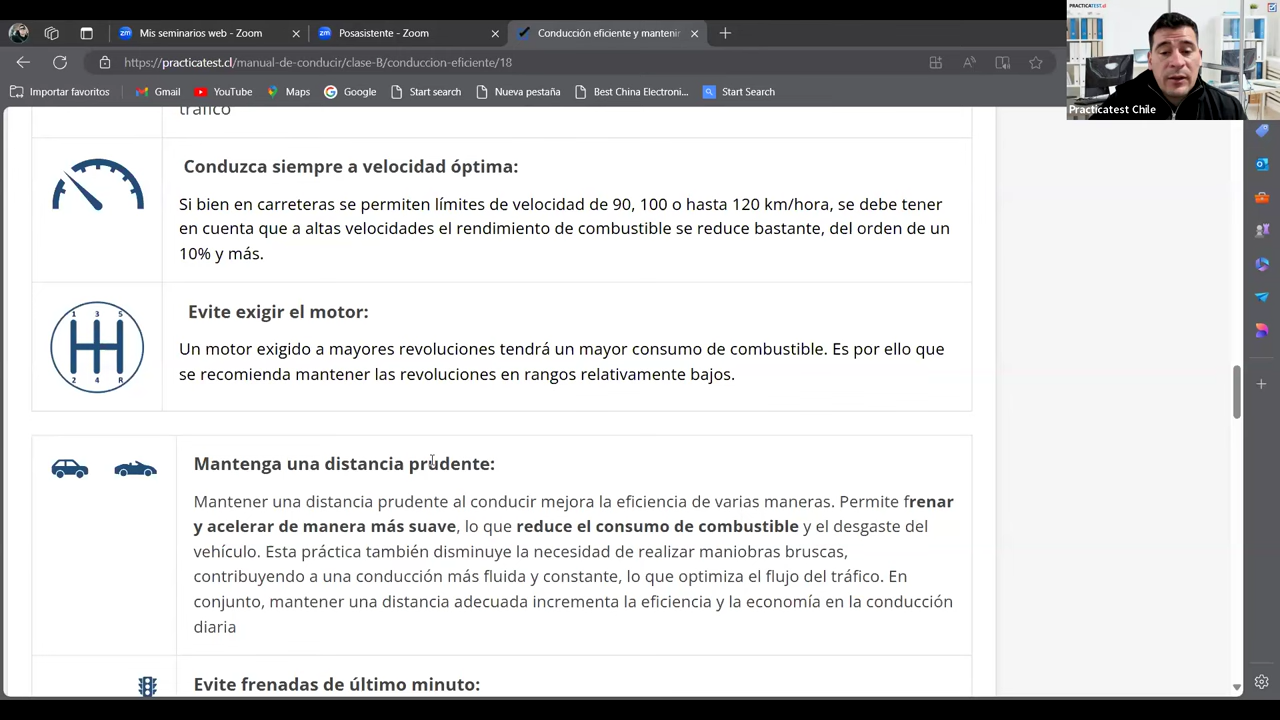 PRACTICATEST.cl
Mis seminarios web - Zoom
Posasistente - Zoom
Conducción eficiente y mantenir
https://practicatest.cl/manual-de-conducir/clase-B/conduccion-eficiente/18
Importar favoritos
Gmail
YouTube
Maps
Google
Start search
Nueva pestaña
Best China Electroni...
Start Search
Practicatest Chile
tráfico
Conduzca siempre a velocidad óptima:
Si bien en carreteras se permiten límites de velocidad de 90, 100 o hasta 120 km/hora, se debe tener
en cuenta que a altas velocidades el rendimiento de combustible se reduce bastante, del orden de un
10% y más.
1 3 5
2 4 R
Evite exigir el motor:
Un motor exigido a mayores revoluciones tendrá un mayor consumo de combustible. Es por ello que
se recomienda mantener las revoluciones en rangos relativamente bajos.
Mantenga una distancia prudente:
Mantener una distancia prudente al conducir mejora la eficiencia de varias maneras. Permite frenar
y acelerar de manera más suave, lo que reduce el consumo de combustible y el desgaste del
vehículo. Esta práctica también disminuye la necesidad de realizar maniobras bruscas,
contribuyendo a una conducción más fluida y constante, lo que optimiza el flujo del tráfico. En
conjunto, mantener una distancia adecuada incrementa la eficiencia y la economía en la conducción
diaria
Evite frenadas de último minuto: